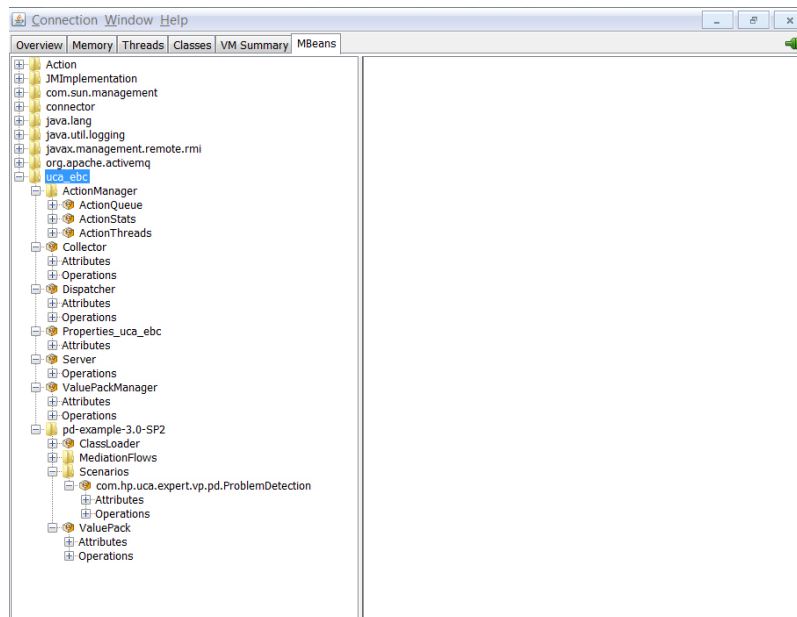 Connection Window Help
Overview Memory Threads Classes VM Summary MBeans
Action
JMImplementation
com.sun.management
connector
java.lang
java.util.logging
javax.management.remote.rmi
org.apache.activemq
uca_ebc
ActionManager
ActionQueue
ActionStats
ActionThreads
Collector
Attributes
Operations
Dispatcher
Attributes
Operations
Properties_uca_ebc
Attributes
Server
Operations
ValuePackManager
Attributes
Operations
pd-example-3.0-SP2
ClassLoader
MediationFlows
Scenarios
com.hp.uca.expert.vp.pd.ProblemDetection
Attributes
Operations
ValuePack
Attributes
Operations